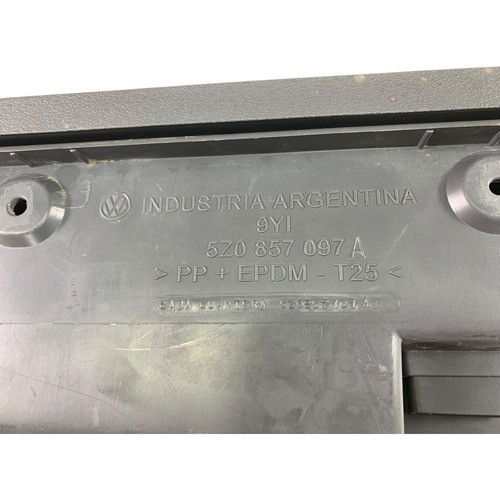 INDUSTRIA ARGENTINA
9YI
5Z0 857 097 A
> PP + EPDM - T25 <